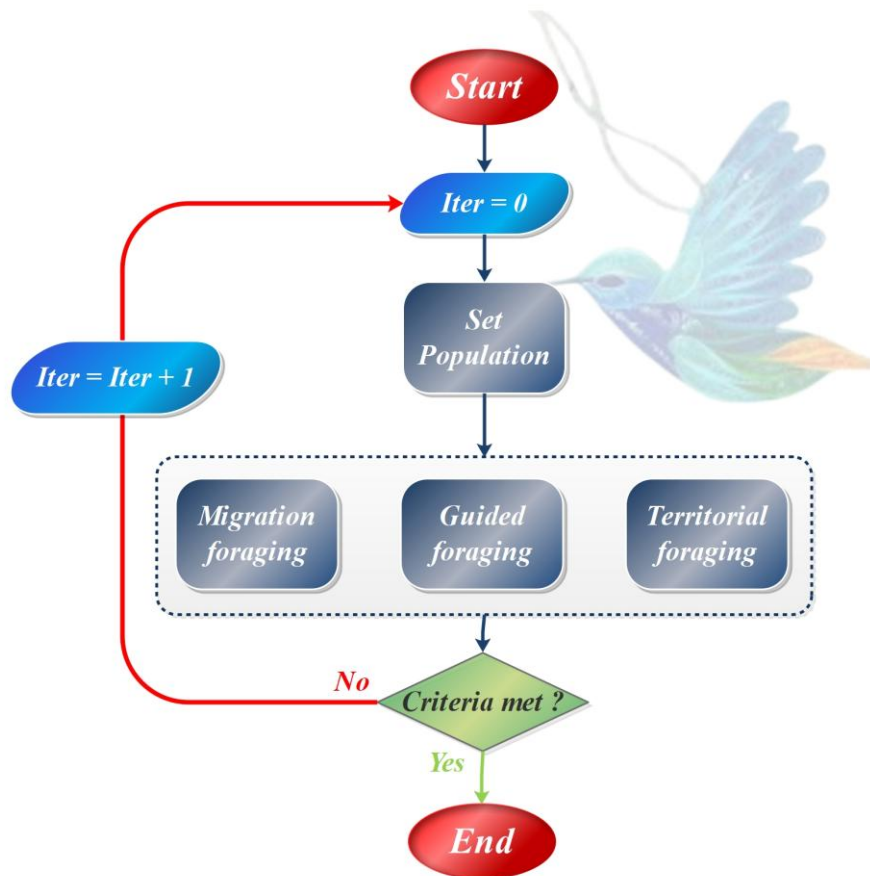 Start
Iter = 0
Set
Population
Iter = Iter + 1
Migration
foraging
Guided
foraging
Territorial
foraging
No
Criteria met ?
Yes
End